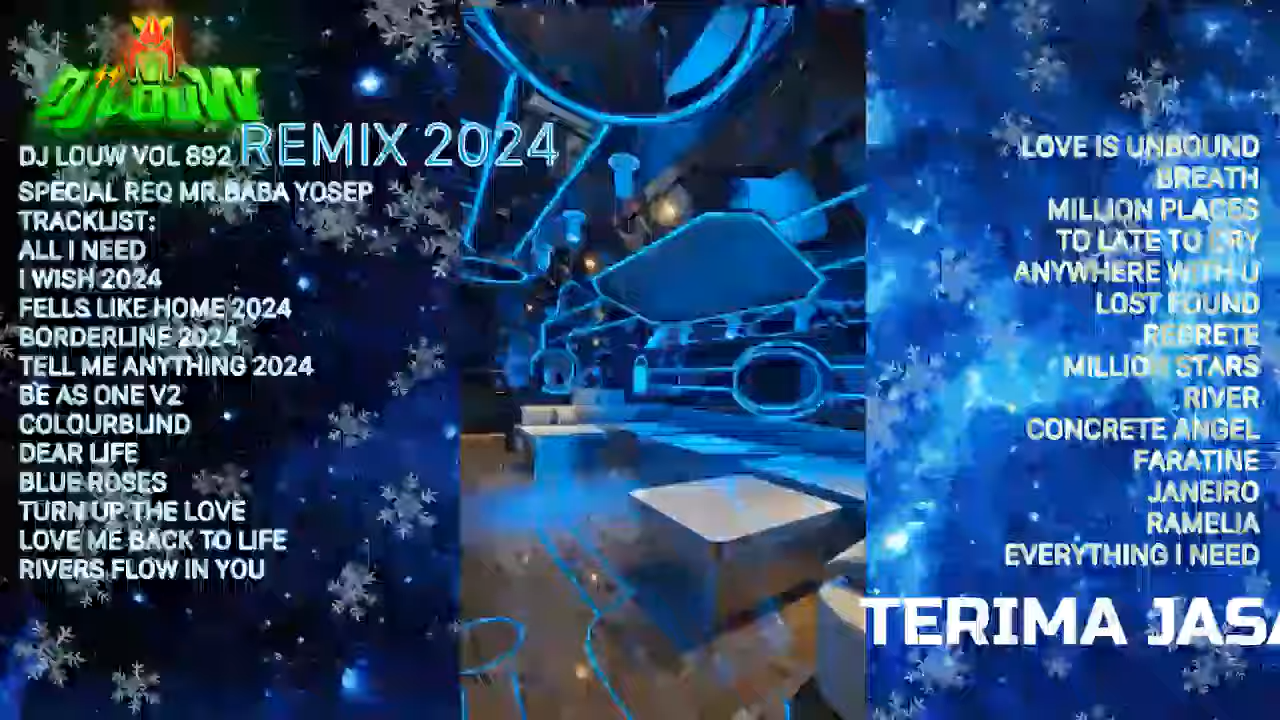 DJ LOUW
REMIX 2024
DJ LOUW VOL 892
SPECIAL REQ MR.BABA YOSEP
TRACKLIST:
ALL I NEED
I WISH 2024
FELLS LIKE HOME 2024
BORDERLINE 2024
TELL ME ANYTHING 2024
BE AS ONE V2
COLOURBLIND
DEAR LIFE
BLUE ROSES
TURN UP THE LOVE
LOVE ME BACK TO LIFE
RIVERS FLOW IN YOU
LOVE IS UNBOUND
BREATH
MILLION PLACES
TO LATE TO CRY
ANYWHERE WITH U
LOST FOUND
REGRETE
MILLION STARS
RIVER
CONCRETE ANGEL
FARATINE
JANEIRO
RAMELIA
EVERYTHING I NEED
TERIMA JASA